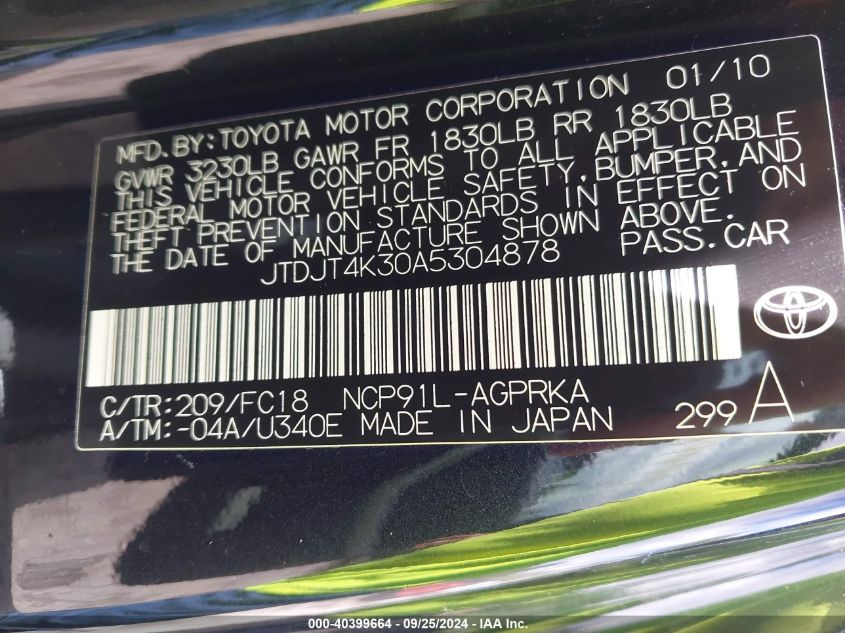 MFD.BY:TOYOTA MOTOR CORPORATION 01/10
GVWR 3230LB GAWR FR 1830LB RR 1830LB
THIS VEHICLE CONFORMS TO ALL APPLICABLE
FEDERAL MOTOR VEHICLE SAFETY,BUMPER,AND
THEFT PREVENTION STANDARDS IN EFFECT ON
THE DATE OF MANUFACTURE SHOWN ABOVE.
JTDJT4K30A5304878 PASS.CAR
C/TR:209/FC18 NCP91L-AGPRKA
A/TM:-04A/U340E MADE IN JAPAN 299A
000-40399664 - 09/25/2024 - IAA Inc.